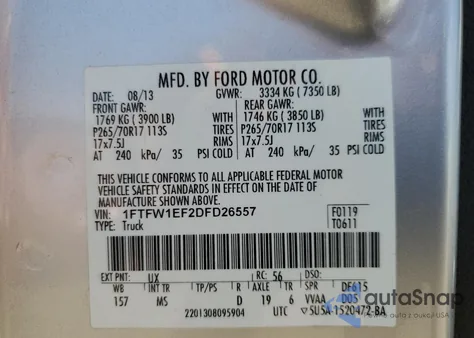 MFD. BY FORD MOTOR CO.
DATE: 08/13 GVWR: 3334 KG ( 7350 LB)
FRONT GAWR: REAR GAWR:
1769 KG ( 3900 LB) WITH 1746 KG ( 3850 LB) WITH
P265/70R17 113S TIRES P265/70R17 113S TIRES
17x7.5J RIMS 17x7.5J RIMS
AT 240 kPa/ 35 PSI COLD AT 240 kPa/ 35 PSI COLD
THIS VEHICLE CONFORMS TO ALL APPLICABLE FEDERAL MOTOR
VEHICLE SAFETY STANDARDS IN EFFECT ON THE DATE OF
MANUFACTURE SHOWN ABOVE.
VIN: 1FTFW1EF2DFD26557 F0119
TYPE: Truck T0611
EXT PNT: UX RC: 56 DSO:
WB INT TR TP/PS R AXLE TR SPR DF615
157 MS D 19 6 VVAA 005
2201308095904 UTC 5USA-1520472-BA
autoSnap